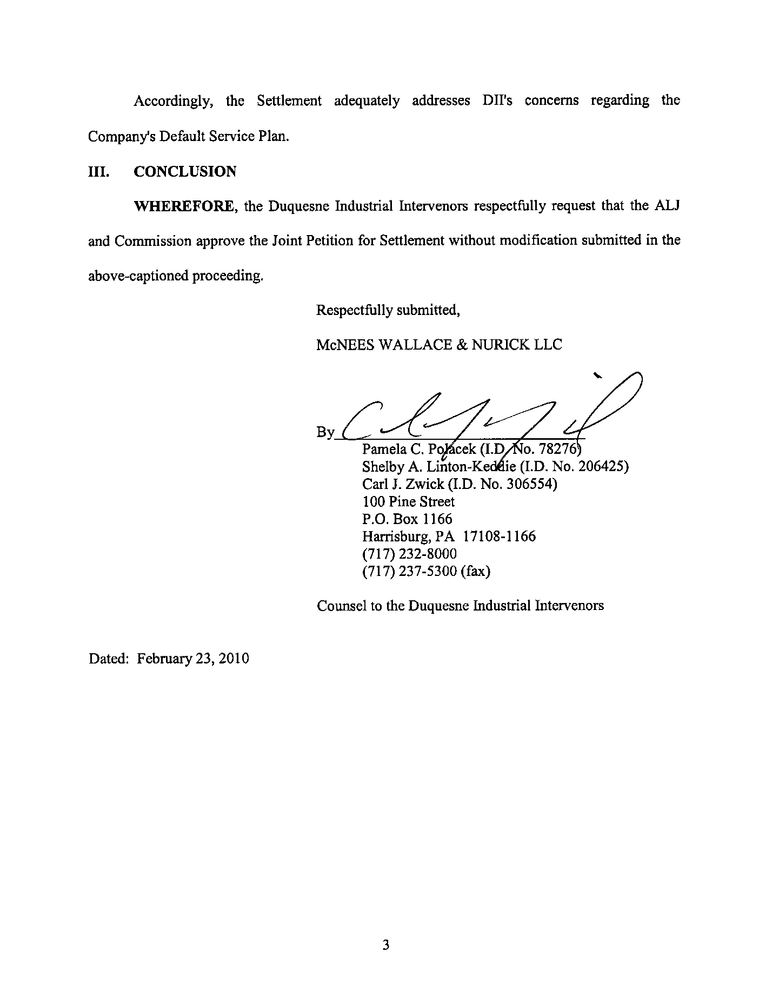 Accordingly, the Settlement adequately addresses DII's concerns regarding the
Company's Default Service Plan.
III. CONCLUSION
WHEREFORE, the Duquesne Industrial Intervenors respectfully request that the ALJ
and Commission approve the Joint Petition for Settlement without modification submitted in the
above-captioned proceeding.
Respectfully submitted,
McNEES WALLACE & NURICK LLC
By
Pamela C. Polacek (I.D. No. 78276)
Shelby A. Linton-Keddie (I.D. No. 206425)
Carl J. Zwick (I.D. No. 306554)
100 Pine Street
P.O. Box 1166
Harrisburg, PA 17108-1166
(717) 232-8000
(717) 237-5300 (fax)
Counsel to the Duquesne Industrial Intervenors
Dated: February 23, 2010
3